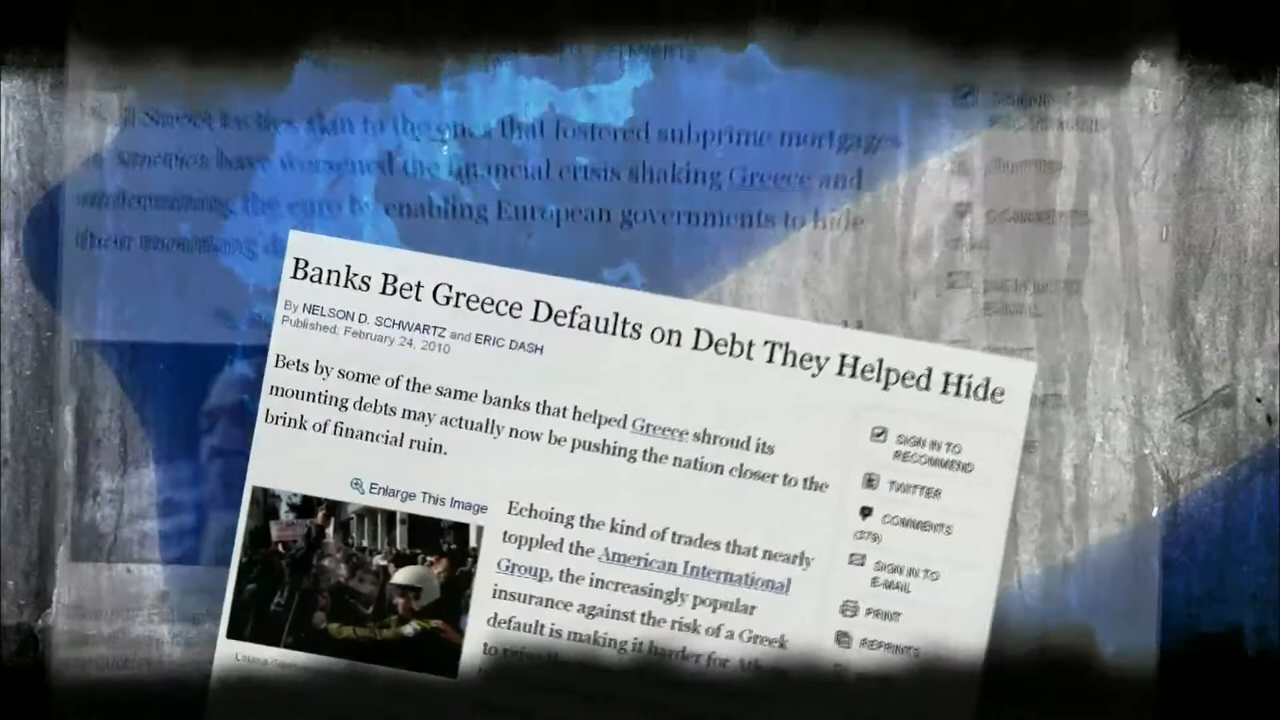 Street tactics akin to the ones that fostered subprime mortgages
in America have worsened the financial crisis shaking Greece and
undermining the euro by enabling European governments to hide
their mounting
Banks Bet Greece Defaults on Debt They Helped Hide
By NELSON D. SCHWARTZ and ERIC DASH
Published: February 24, 2010
Bets by some of the same banks that helped Greece shroud its
mounting debts may actually now be pushing the nation closer to the
brink of financial ruin.
Enlarge This Image
Echoing the kind of trades that nearly
toppled the American International
Group, the increasingly popular
insurance against the risk of a Greek
default is making it harder for
to raise
SIGN IN TO
RECOMMEND
TWITTER
COMMENTS
(379)
SIGN IN TO
E-MAIL
PRINT
REPRINTS